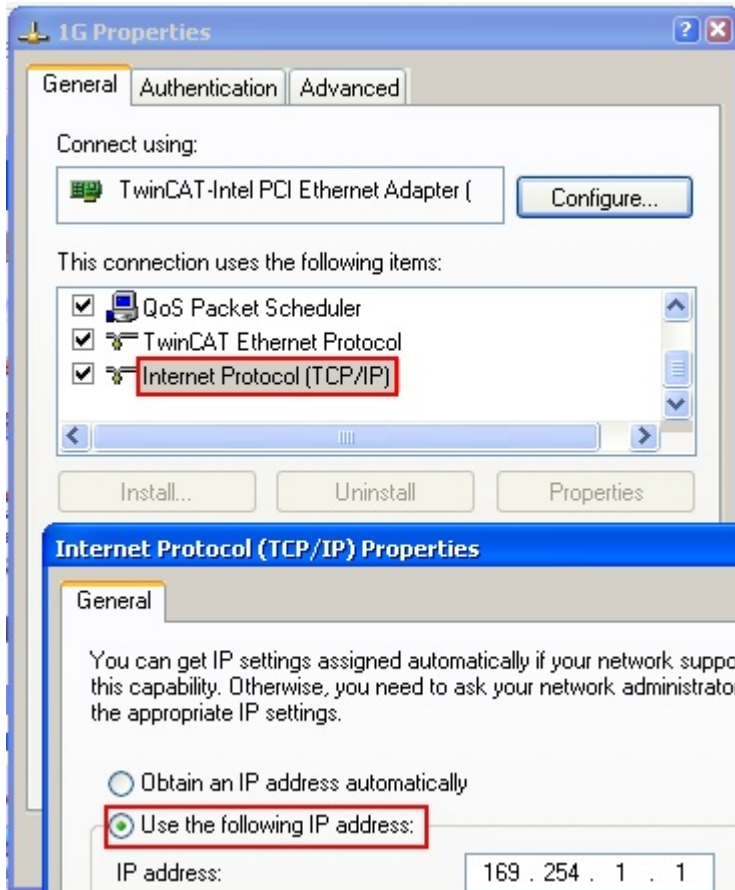 1G Properties
General Authentication Advanced
Connect using:
TwinCAT-Intel PCI Ethernet Adapter (
Configure...
This connection uses the following items:
QoS Packet Scheduler
TwinCAT Ethernet Protocol
Internet Protocol (TCP/IP)
Install... Uninstall Properties
Internet Protocol (TCP/IP) Properties
General
You can get IP settings assigned automatically if your network suppo
this capability. Otherwise, you need to ask your network administrato
the appropriate IP settings.
Obtain an IP address automatically
Use the following IP address:
IP address: 169 . 254 . 1 . 1